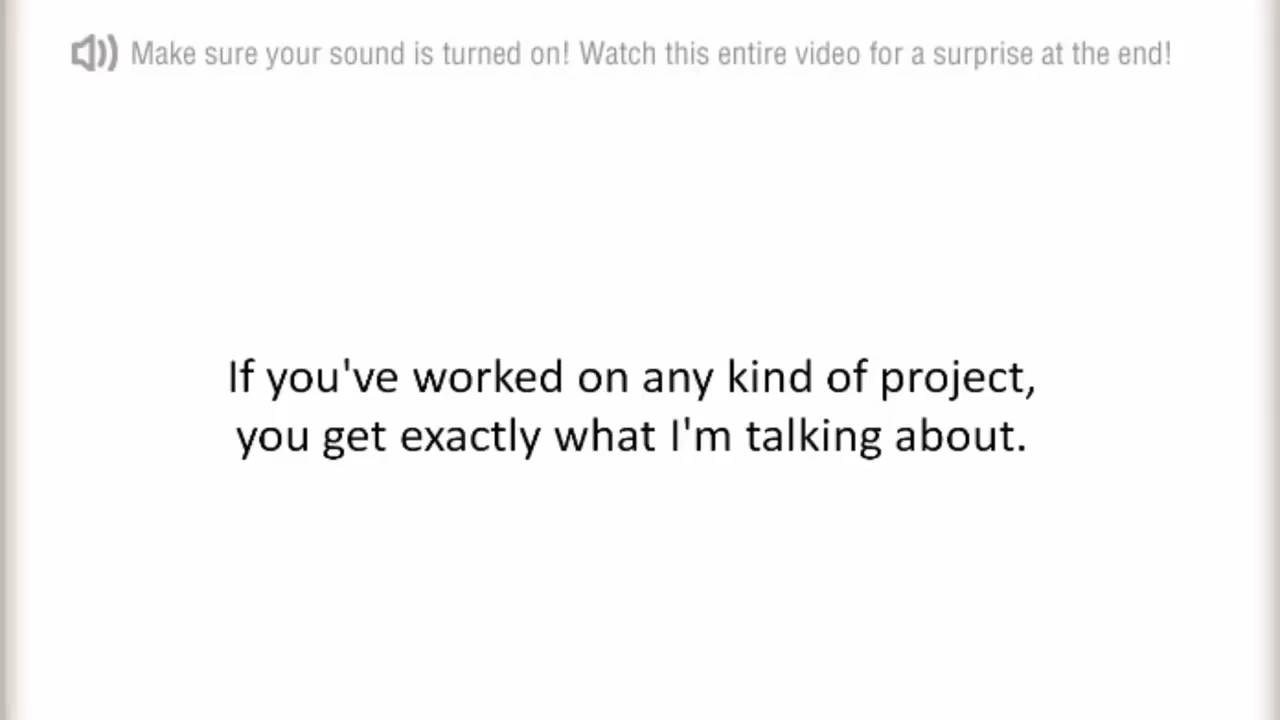 Make sure your sound is turned on! Watch this entire video for a surprise at the end!
If you've worked on any kind of project,
you get exactly what I'm talking about.